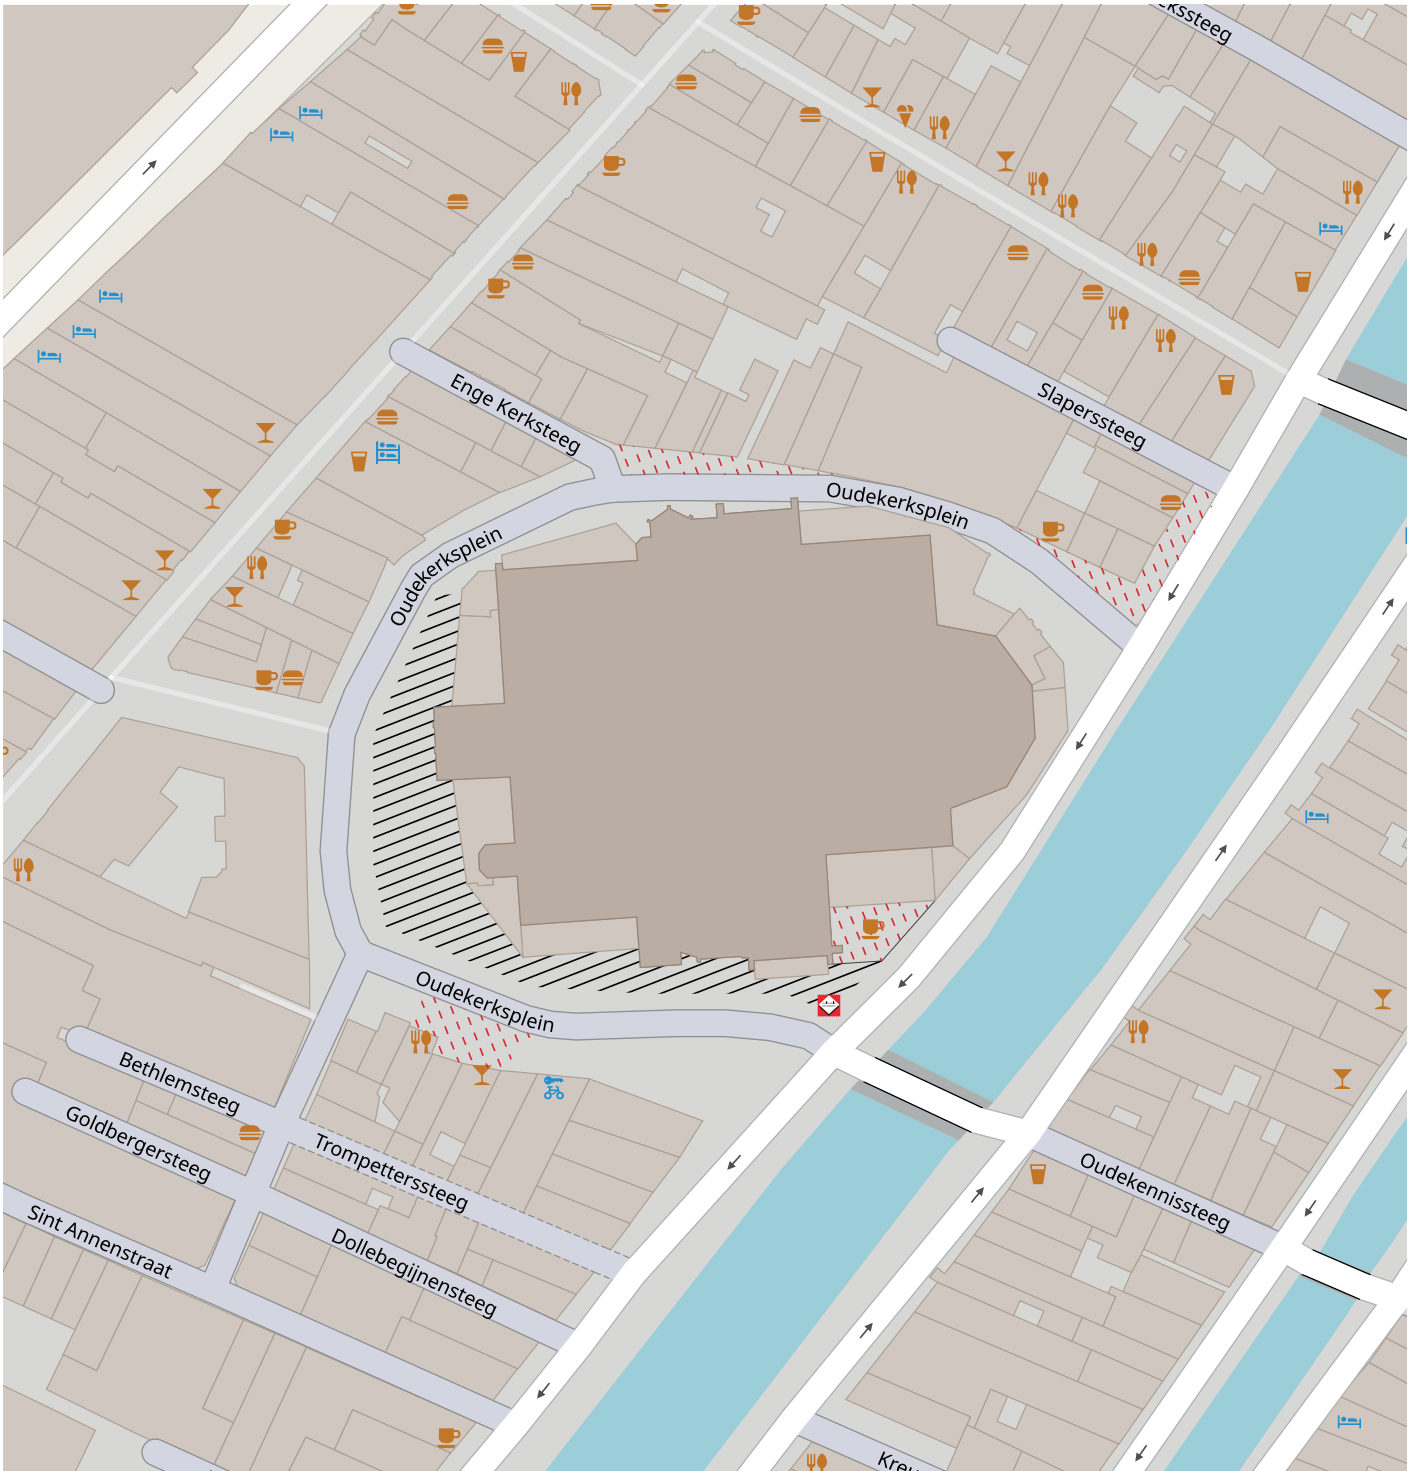 Enge Kerksteeg
Slaperssteeg
Oudekerksplein
Oudekerksplein
Oudekerksplein
Bethlemsteeg
Goldbergersteeg
Trompetterssteeg
Oudekennissteeg
Sint Annenstraat
Dollebegijnensteeg